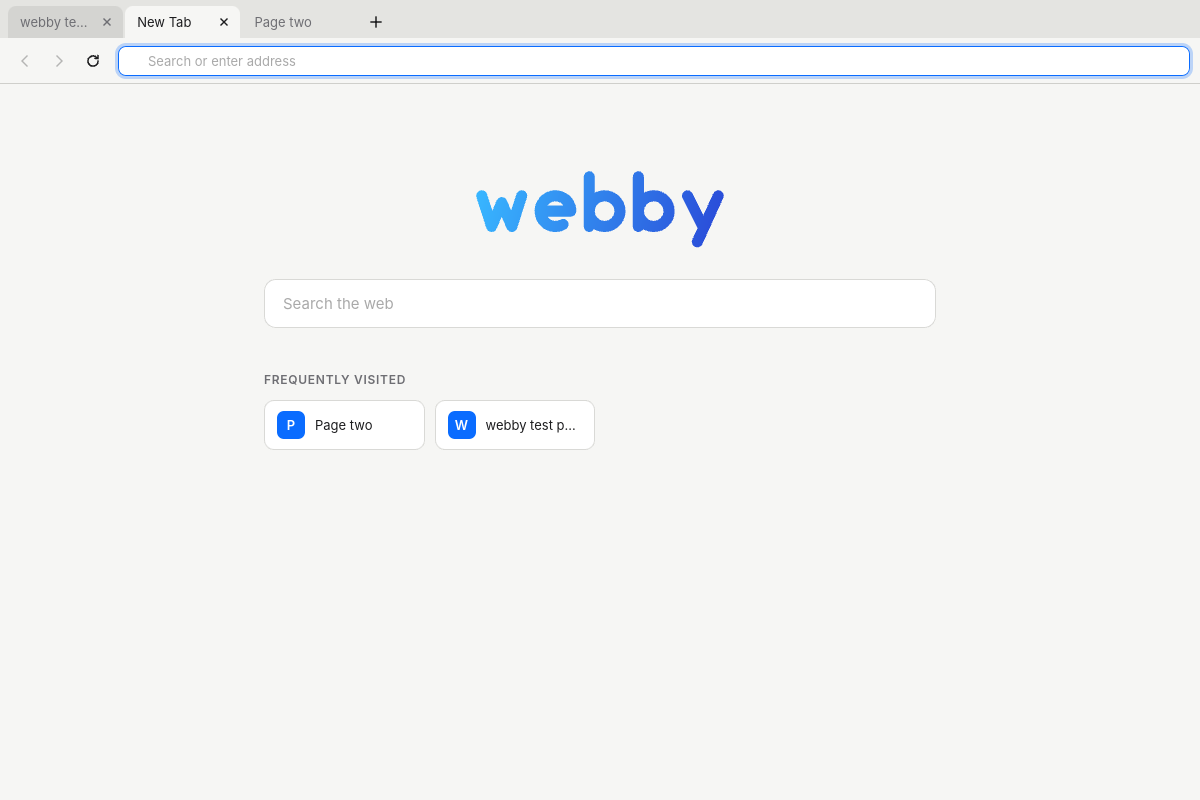 webby te...
New Tab
Page two
Search or enter address
webby
Search the web
FREQUENTLY VISITED
P Page two
W webby test p...